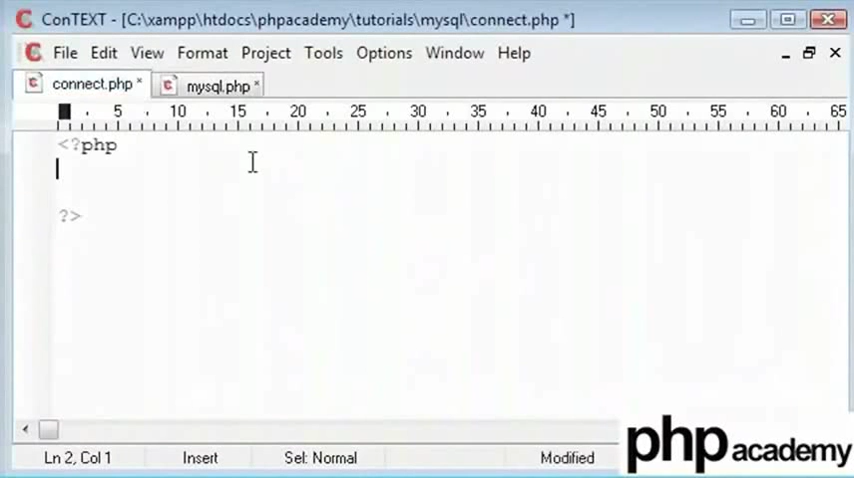 ConTEXT - [C:\xampp\htdocs\phpacademy\tutorials\mysql\connect.php *]
File Edit View Format Project Tools Options Window Help
connect.php * mysql.php *
5 10 15 20 25 30 35 40 45 50 55 60 65
<?php
?>
Ln 2, Col 1 Insert Sel: Normal Modified
php academy